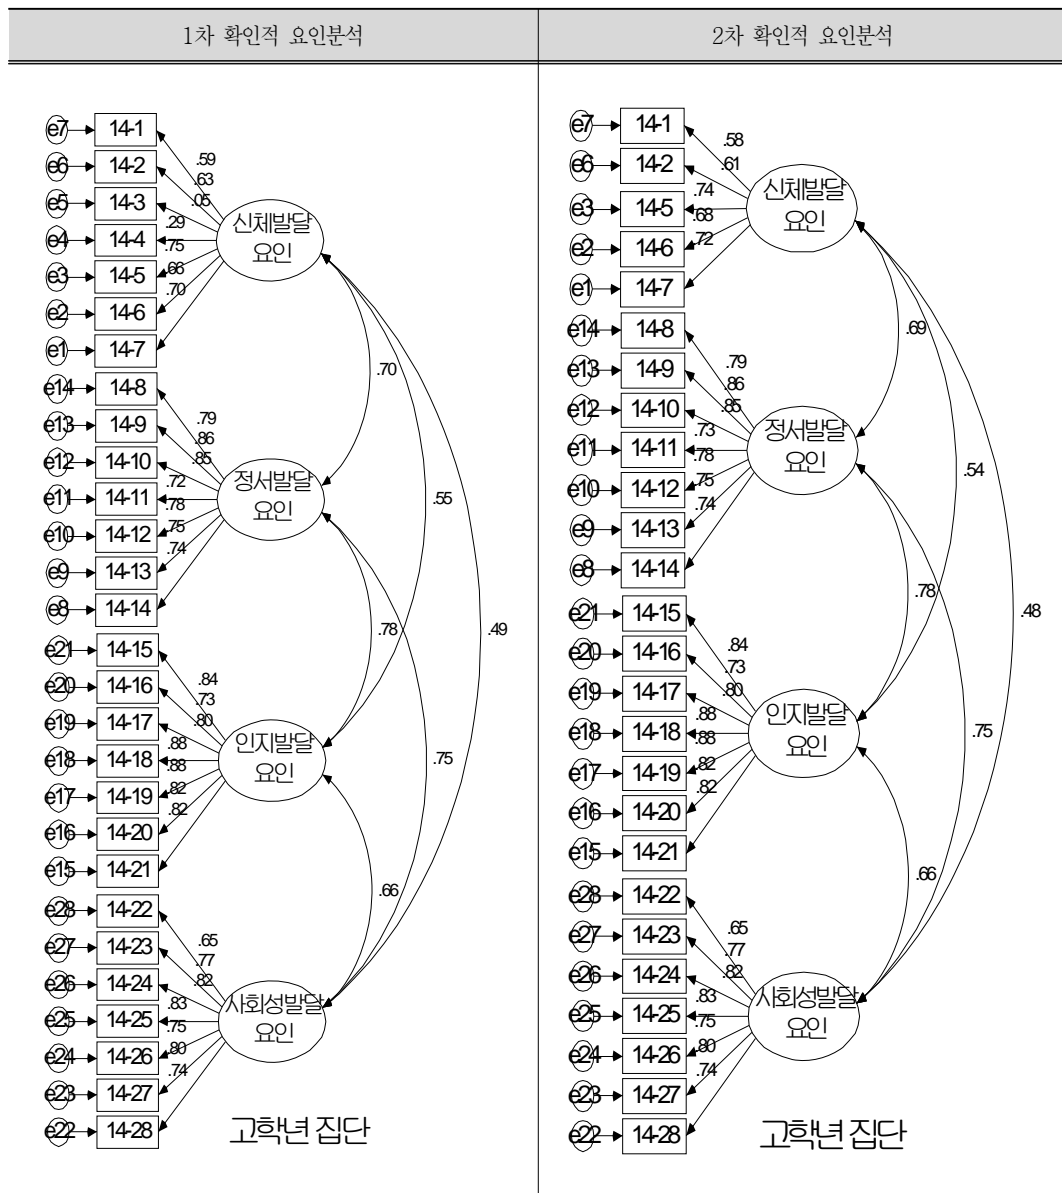 1차 확인적 요인분석
e7 14-1
e6 14-2
e5 14-3
e4 14-4
e3 14-5
e2 14-6
e1 14-7
.59
.63
.05
.29
.75
.66
.70
신체발달
요인
e14 14-8
e13 14-9
e12 14-10
e11 14-11
e10 14-12
e9 14-13
e8 14-14
.79
.86
.85
.72
.78
.75
.74
정서발달
요인
e21 14-15
e20 14-16
e19 14-17
e18 14-18
e17 14-19
e16 14-20
e15 14-21
.84
.73
.80
.88
.88
.82
.82
인지발달
요인
e28 14-22
e27 14-23
e26 14-24
e25 14-25
e24 14-26
e23 14-27
e22 14-28
.65
.77
.82
.83
.75
.80
.74
사회성발달
요인
.70
.55
.49
.78
.75
.66
고학년 집단
2차 확인적 요인분석
e7 14-1
e6 14-2
e3 14-5
e2 14-6
e1 14-7
.58
.61
.74
.68
.72
신체발달
요인
e14 14-8
e13 14-9
e12 14-10
e11 14-11
e10 14-12
e9 14-13
e8 14-14
.79
.86
.85
.73
.78
.75
.74
정서발달
요인
e21 14-15
e20 14-16
e19 14-17
e18 14-18
e17 14-19
e16 14-20
e15 14-21
.84
.73
.80
.88
.88
.82
.82
인지발달
요인
e28 14-22
e27 14-23
e26 14-24
e25 14-25
e24 14-26
e23 14-27
e22 14-28
.65
.77
.82
.83
.75
.80
.74
사회성발달
요인
.69
.54
.48
.78
.75
.66
고학년 집단